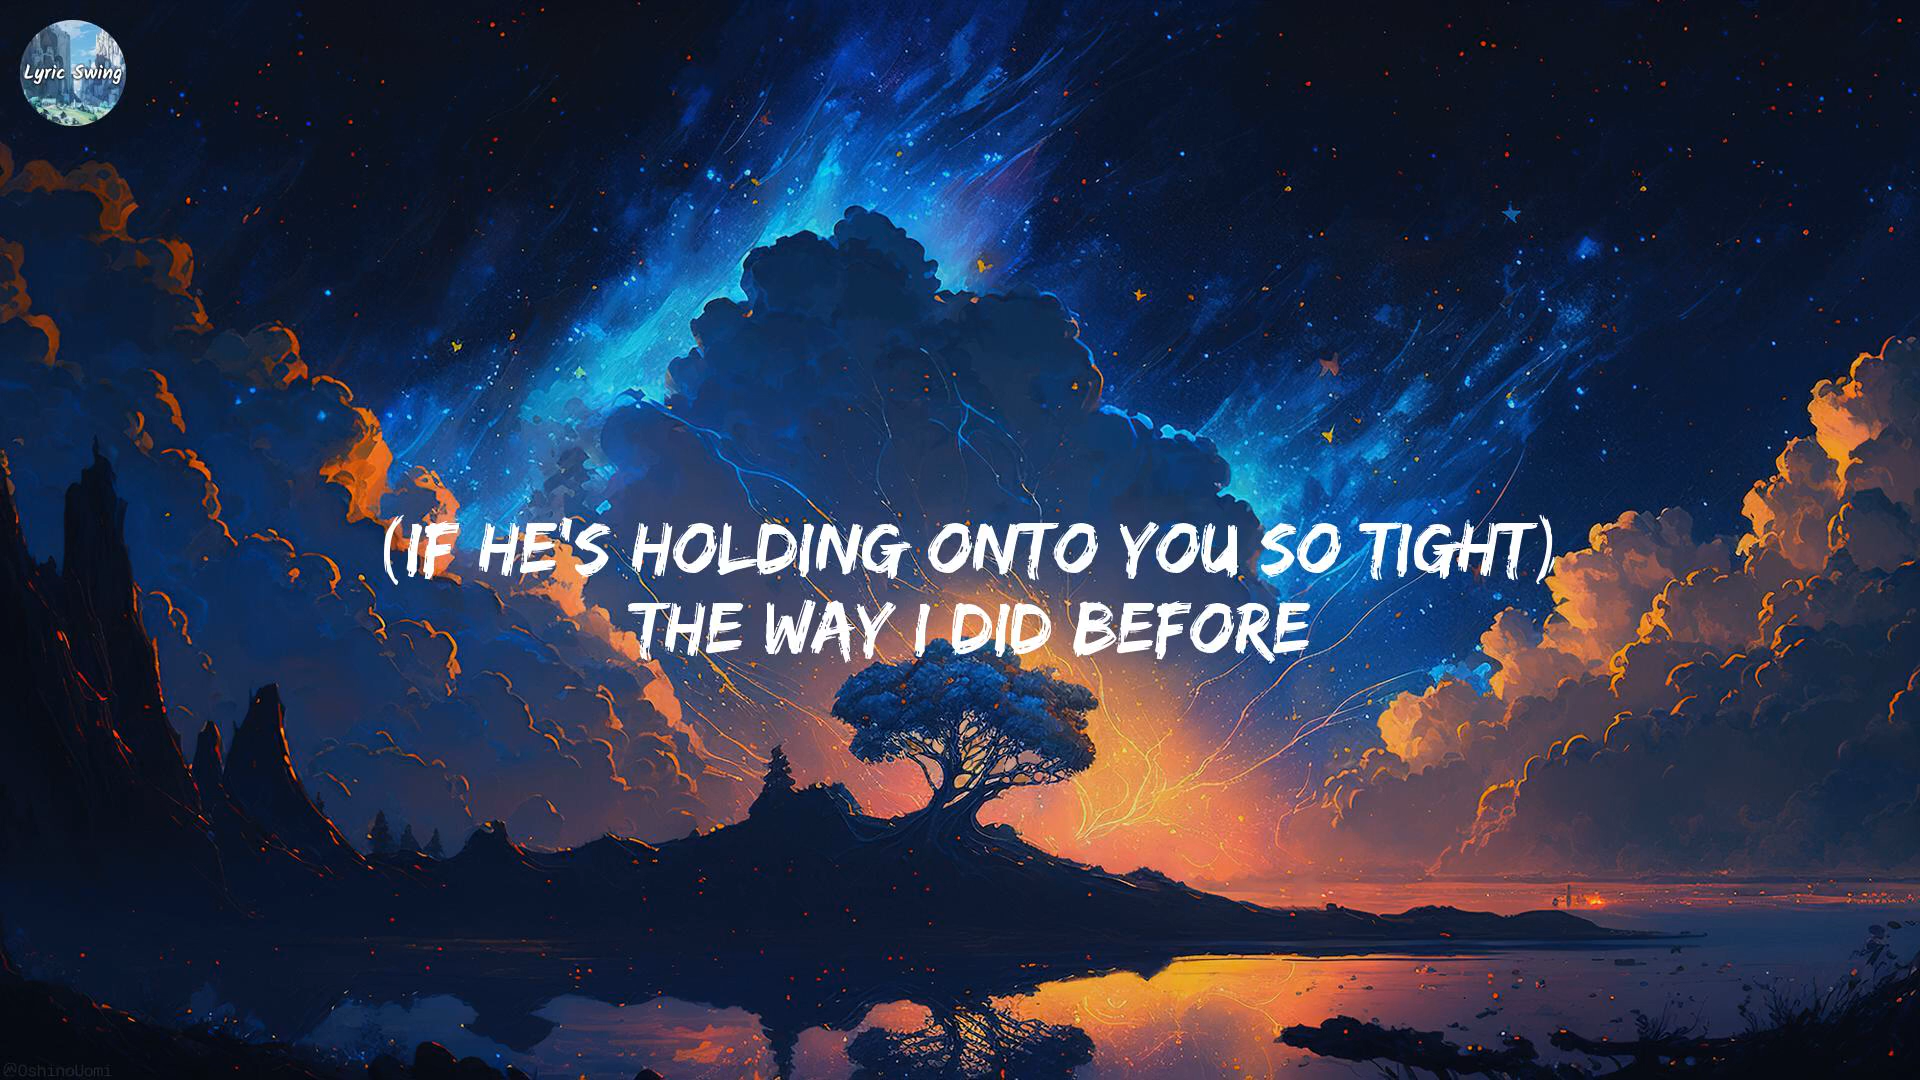 Lyric Swing
(IF HE'S HOLDING ONTO YOU SO TIGHT)
THE WAY I DID BEFORE
@OshinoUomi